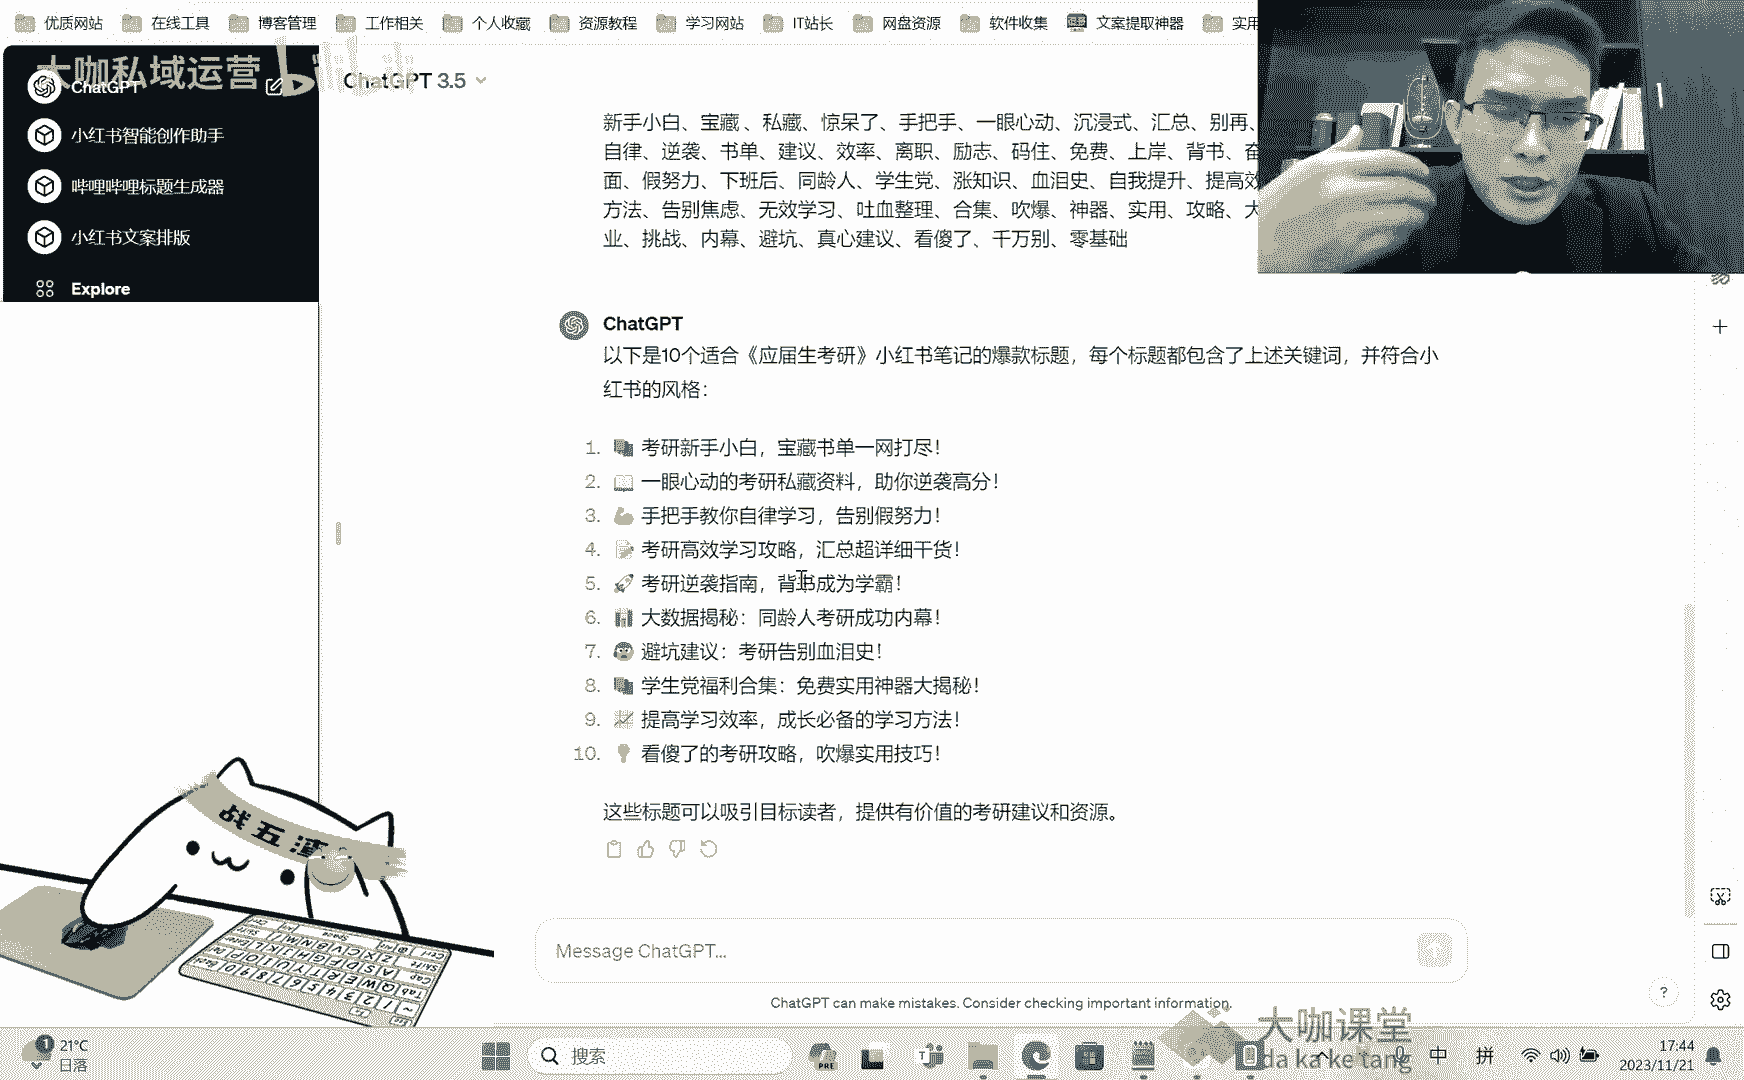 优质网站 在线工具 博客管理 工作相关 个人收藏 资源教程 学习网站 IT站长 网盘资源 软件收集 文案提取神器 实用
大咖私域运营 bilibili
ChatGPT
ChatGPT 3.5
小红书智能创作助手
哔哩哔哩标题生成器
小红书文案排版
Explore
新手小白、宝藏、私藏、惊呆了、手把手、一眼心动、沉浸式、汇总、别再、
自律、逆袭、书单、建议、效率、离职、励志、码住、免费、上岸、背书、奋
面、假努力、下班后、同龄人、学生党、涨知识、血泪史、自我提升、提高效
方法、告别焦虑、无效学习、吐血整理、合集、吹爆、神器、实用、攻略、大
业、挑战、内幕、避坑、真心建议、看傻了、千万别、零基础
ChatGPT
以下是10个适合《应届生考研》小红书笔记的爆款标题，每个标题都包含了上述关键词，并符合小
红书的风格：
1. 📚 考研新手小白，宝藏书单一网打尽！
2. 📖 一眼心动的考研私藏资料，助你逆袭高分！
3. 💪 手把手教你自律学习，告别假努力！
4. 📝 考研高效学习攻略，汇总超详细干货！
5. 🚀 考研逆袭指南，背书成为学霸！
6. 📊 大数据揭秘：同龄人考研成功内幕！
7. 😱 避坑建议：考研告别血泪史！
8. 📚 学生党福利合集：免费实用神器大揭秘！
9. 📈 提高学习效率，成长必备的学习方法！
10. 💡 看傻了的考研攻略，吹爆实用技巧！
这些标题可以吸引目标读者，提供有价值的考研建议和资源。
战五渣
Message ChatGPT...
ChatGPT can make mistakes. Consider checking important information.
?
大咖课堂
da ka ke tang
1
21°C
日落
搜索
PRE
中
拼
17:44
2023/11/21